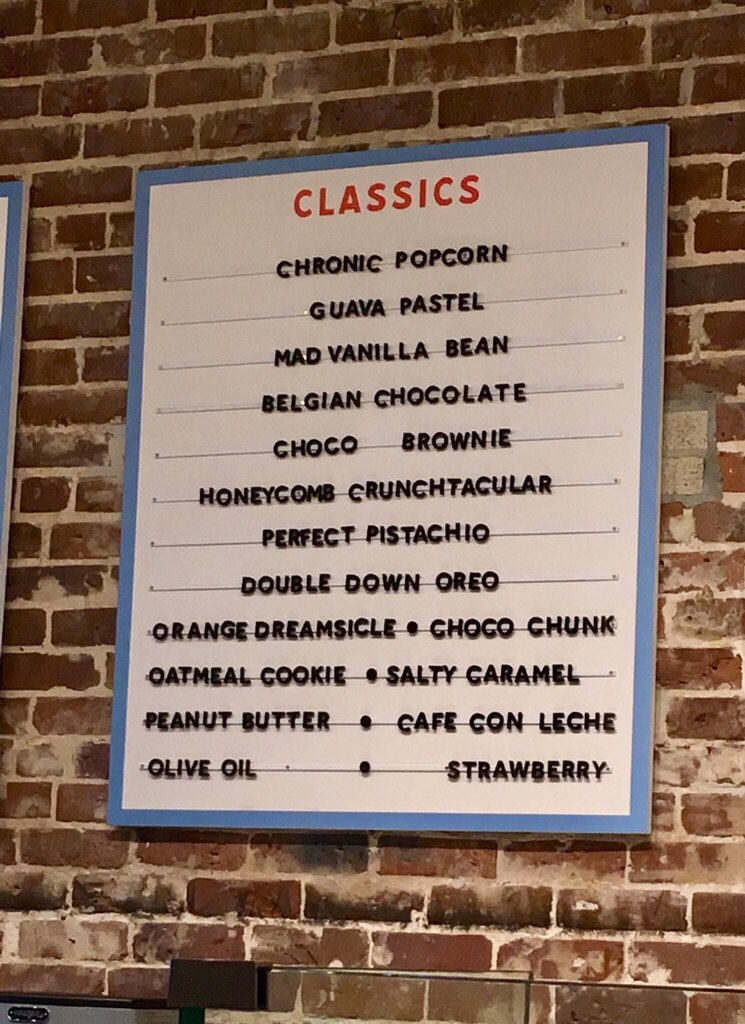 CLASSICS
CHRONIC POPCORN
GUAVA PASTEL
MAD VANILLA BEAN
BELGIAN CHOCOLATE
CHOCO BROWNIE
HONEYCOMB CRUNCHTACULAR
PERFECT PISTACHIO
DOUBLE DOWN OREO
ORANGE DREAMSICLE • CHOCO CHUNK
OATMEAL COOKIE • SALTY CARAMEL
PEANUT BUTTER • CAFE CON LECHE
OLIVE OIL • STRAWBERRY